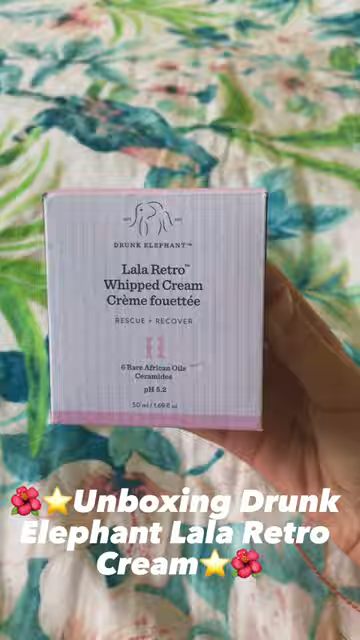 DRUNK ELEPHANT™
Lala Retro™
Whipped Cream
Crème fouettée
RESCUE + RECOVER
6 Rare African Oils
Ceramides
pH 5.2
50 ml / 1.69 fl oz
🌺⭐Unboxing Drunk
Elephant Lala Retro
Cream⭐🌺